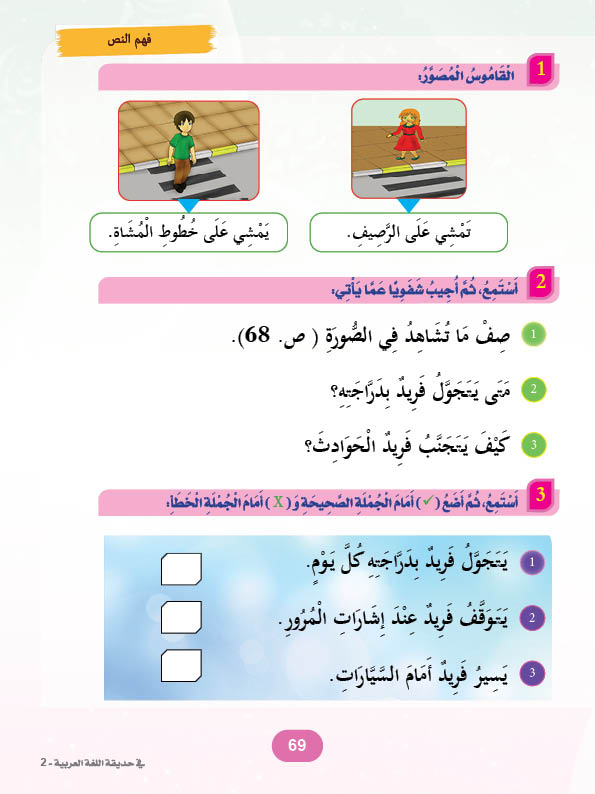 فهم النص
1 الْقَامُوسُ الْمُصَوَّرُ:
تَمْشِي عَلَى الرَّصِيفِ.
يَمْشِي عَلَى خُطُوطِ الْمُشَاةِ.
2 أَسْتَمِعُ، ثُمَّ أُجِيبُ شَفَوِيًّا عَمَّا يَأْتِي:
1 صِفْ مَا تُشَاهِدُ فِي الصُّورَةِ ( ص. 68).
2 مَتَى يَتَجَوَّلُ فَرِيدٌ بِدَرَّاجَتِهِ؟
3 كَيْفَ يَتَجَنَّبُ فَرِيدٌ الْحَوَادِثَ؟
3 أَسْتَمِعُ، ثُمَّ أَضَعُ (✓) أَمَامَ الْجُمْلَةِ الصَّحِيحَةِ وَ( X ) أَمَامَ الْجُمْلَةِ الْخَطَأِ:
1 يَتَجَوَّلُ فَرِيدٌ بِدَرَّاجَتِهِ كُلَّ يَوْمٍ.
2 يَتَوَقَّفُ فَرِيدٌ عِنْدَ إِشَارَاتِ الْمُرُورِ.
3 يَسِيرُ فَرِيدٌ أَمَامَ السَّيَّارَاتِ.
69
في حديقة اللغة العربية - 2